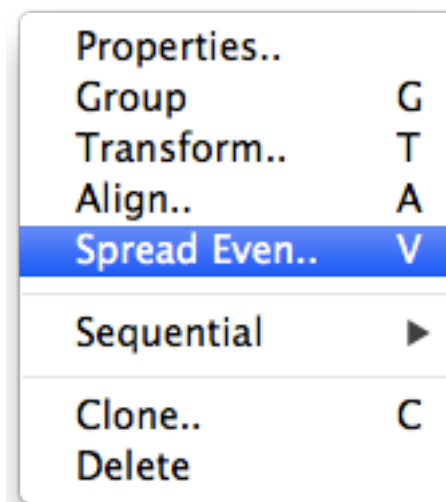 Properties..
Group G
Transform.. T
Align.. A
Spread Even.. V
Sequential ▶
Clone.. C
Delete